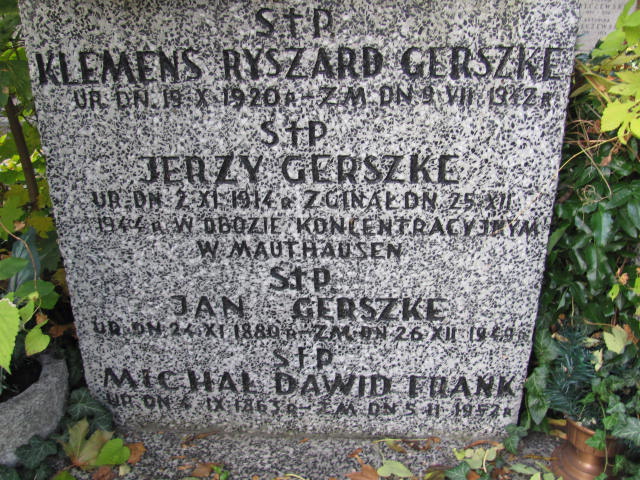 S†P
KLEMENS RYSZARD GERSZKE
UR. DN. 19.X.1920 R – ZM. DN 9.VII.1942 R
S†P
JERZY GERSZKE
UR. DN. 2.XI.1914 R ZGINĄŁ DN. 25.XII
1944 R. W OBOZIE KONCENTRACYJNYM
W MAUTHAUSEN
S†P
JAN GERSZKE
UR. DN 24.XI 1880 R – ZM. DN 26 XII 1949 R
S†P
MICHAŁ DAWID FRANK
UR. DN IX 1863 R – ZM. DN 5.II.1952 R